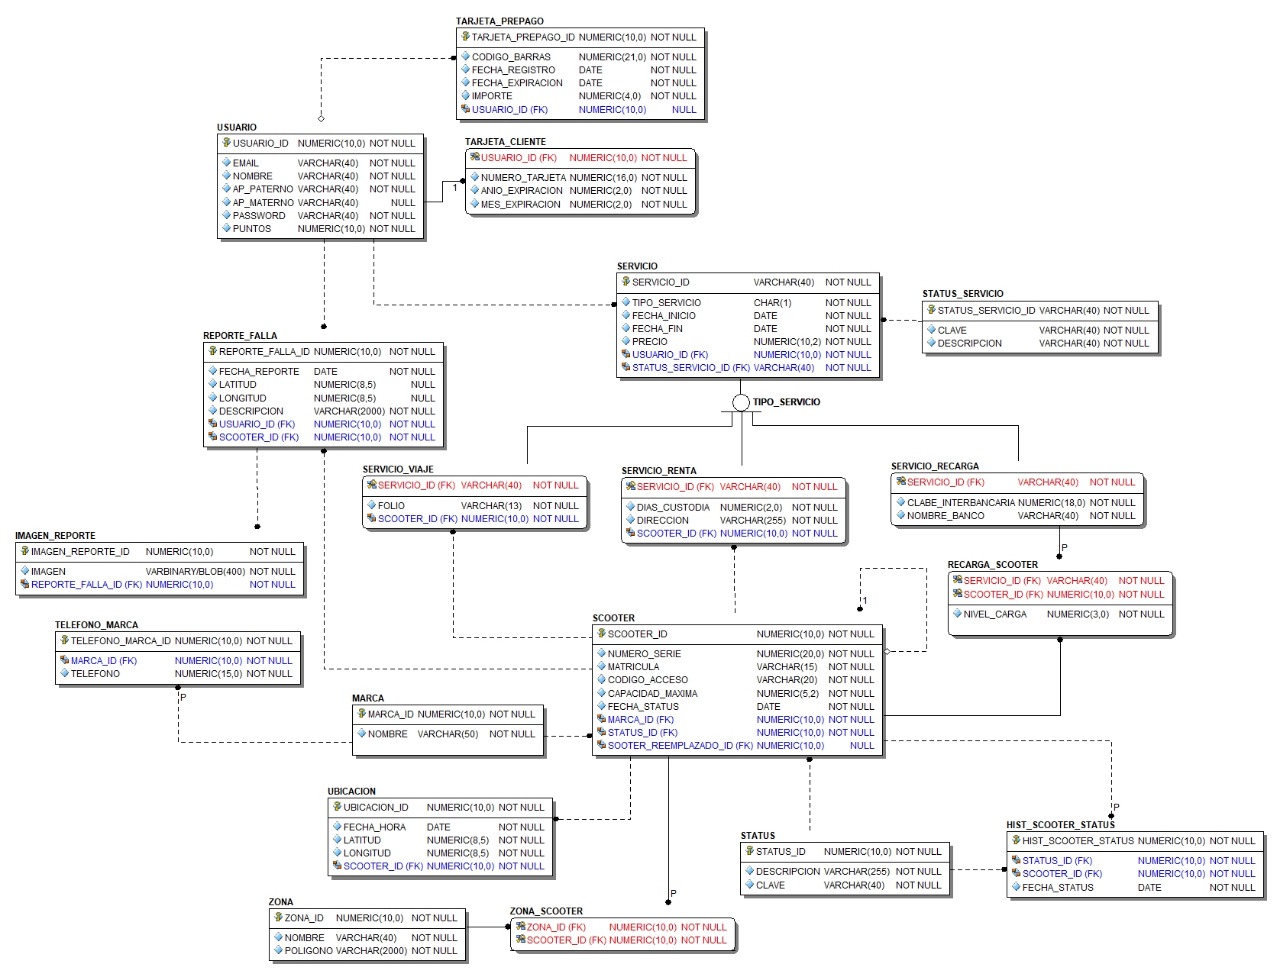 TARJETA_PREPAGO
TARJETA_PREPAGO_ID NUMERIC(10,0) NOT NULL
CODIGO_BARRAS NUMERIC(21,0) NOT NULL
FECHA_REGISTRO DATE NOT NULL
FECHA_EXPIRACION DATE NOT NULL
IMPORTE NUMERIC(4,0) NOT NULL
USUARIO_ID (FK) NUMERIC(10,0) NULL
USUARIO
USUARIO_ID NUMERIC(10,0) NOT NULL
EMAIL VARCHAR(40) NOT NULL
NOMBRE VARCHAR(40) NOT NULL
AP_PATERNO VARCHAR(40) NOT NULL
AP_MATERNO VARCHAR(40) NULL
PASSWORD VARCHAR(40) NOT NULL
PUNTOS NUMERIC(10,0) NOT NULL
TARJETA_CLIENTE
USUARIO_ID (FK) NUMERIC(10,0) NOT NULL
NUMERO_TARJETA NUMERIC(16,0) NOT NULL
ANIO_EXPIRACION NUMERIC(2,0) NOT NULL
MES_EXPIRACION NUMERIC(2,0) NOT NULL
1
SERVICIO
SERVICIO_ID VARCHAR(40) NOT NULL
TIPO_SERVICIO CHAR(1) NOT NULL
FECHA_INICIO DATE NOT NULL
FECHA_FIN DATE NOT NULL
PRECIO NUMERIC(10,2) NOT NULL
USUARIO_ID (FK) NUMERIC(10,0) NOT NULL
STATUS_SERVICIO_ID (FK) VARCHAR(40) NOT NULL
STATUS_SERVICIO
STATUS_SERVICIO_ID VARCHAR(40) NOT NULL
CLAVE VARCHAR(40) NOT NULL
DESCRIPCION VARCHAR(40) NOT NULL
TIPO_SERVICIO
REPORTE_FALLA
REPORTE_FALLA_ID NUMERIC(10,0) NOT NULL
FECHA_REPORTE DATE NOT NULL
LATITUD NUMERIC(8,5) NULL
LONGITUD NUMERIC(8,5) NULL
DESCRIPCION VARCHAR(2000) NOT NULL
USUARIO_ID (FK) NUMERIC(10,0) NOT NULL
SCOOTER_ID (FK) NUMERIC(10,0) NOT NULL
SERVICIO_VIAJE
SERVICIO_ID (FK) VARCHAR(40) NOT NULL
FOLIO VARCHAR(13) NOT NULL
SCOOTER_ID (FK) NUMERIC(10,0) NOT NULL
SERVICIO_RENTA
SERVICIO_ID (FK) VARCHAR(40) NOT NULL
DIAS_CUSTODIA NUMERIC(2,0) NOT NULL
DIRECCION VARCHAR(255) NOT NULL
SCOOTER_ID (FK) NUMERIC(10,0) NOT NULL
SERVICIO_RECARGA
SERVICIO_ID (FK) VARCHAR(40) NOT NULL
CLABE_INTERBANCARIA NUMERIC(18,0) NOT NULL
NOMBRE_BANCO VARCHAR(40) NOT NULL
P
IMAGEN_REPORTE
IMAGEN_REPORTE_ID NUMERIC(10,0) NOT NULL
IMAGEN VARBINARY/BLOB(400) NOT NULL
REPORTE_FALLA_ID (FK) NUMERIC(10,0) NOT NULL
RECARGA_SCOOTER
SERVICIO_ID (FK) VARCHAR(40) NOT NULL
SCOOTER_ID (FK) NUMERIC(10,0) NOT NULL
NIVEL_CARGA NUMERIC(3,0) NOT NULL
1
TELEFONO_MARCA
TELEFONO_MARCA_ID NUMERIC(10,0) NOT NULL
MARCA_ID (FK) NUMERIC(10,0) NOT NULL
TELEFONO NUMERIC(15,0) NOT NULL
P
SCOOTER
SCOOTER_ID NUMERIC(10,0) NOT NULL
NUMERO_SERIE NUMERIC(20,0) NOT NULL
MATRICULA VARCHAR(15) NOT NULL
CODIGO_ACCESO VARCHAR(20) NOT NULL
CAPACIDAD_MAXIMA NUMERIC(5,2) NOT NULL
FECHA_STATUS DATE NOT NULL
MARCA_ID (FK) NUMERIC(10,0) NOT NULL
STATUS_ID (FK) NUMERIC(10,0) NOT NULL
SOOTER_REEMPLAZADO_ID (FK) NUMERIC(10,0) NULL
MARCA
MARCA_ID NUMERIC(10,0) NOT NULL
NOMBRE VARCHAR(50) NOT NULL
UBICACION
UBICACION_ID NUMERIC(10,0) NOT NULL
FECHA_HORA DATE NOT NULL
LATITUD NUMERIC(8,5) NOT NULL
LONGITUD NUMERIC(8,5) NOT NULL
SCOOTER_ID (FK) NUMERIC(10,0) NOT NULL
STATUS
STATUS_ID NUMERIC(10,0) NOT NULL
DESCRIPCION VARCHAR(255) NOT NULL
CLAVE VARCHAR(40) NOT NULL
P
HIST_SCOOTER_STATUS
HIST_SCOOTER_STATUS NUMERIC(10,0) NOT NULL
STATUS_ID (FK) NUMERIC(10,0) NOT NULL
SCOOTER_ID (FK) NUMERIC(10,0) NOT NULL
FECHA_STATUS DATE NOT NULL
P
ZONA
ZONA_ID NUMERIC(10,0) NOT NULL
NOMBRE VARCHAR(40) NOT NULL
POLIGONO VARCHAR(2000) NOT NULL
ZONA_SCOOTER
ZONA_ID (FK) NUMERIC(10,0) NOT NULL
SCOOTER_ID (FK) NUMERIC(10,0) NOT NULL